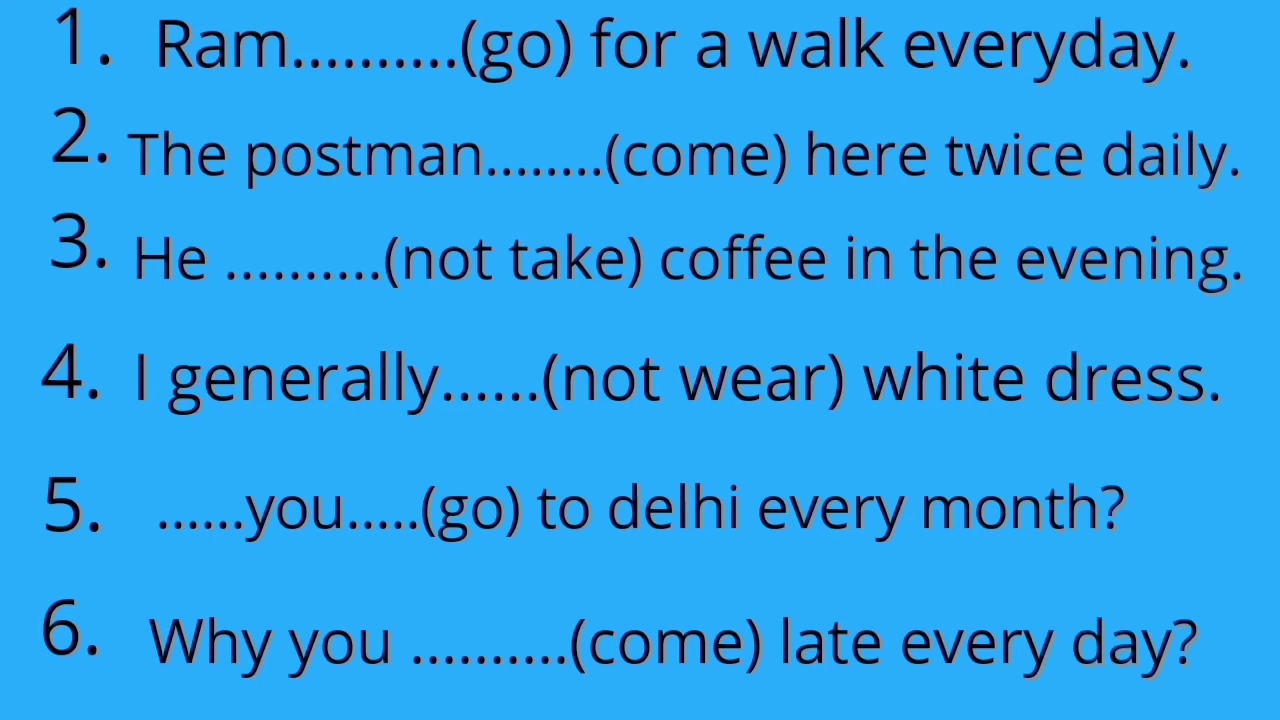 1. Ram..........(go) for a walk everyday.
2. The postman........(come) here twice daily.
3. He ..........(not take) coffee in the evening.
4. I generally......(not wear) white dress.
5. ......you.....(go) to delhi every month?
6. Why you ..........(come) late every day?